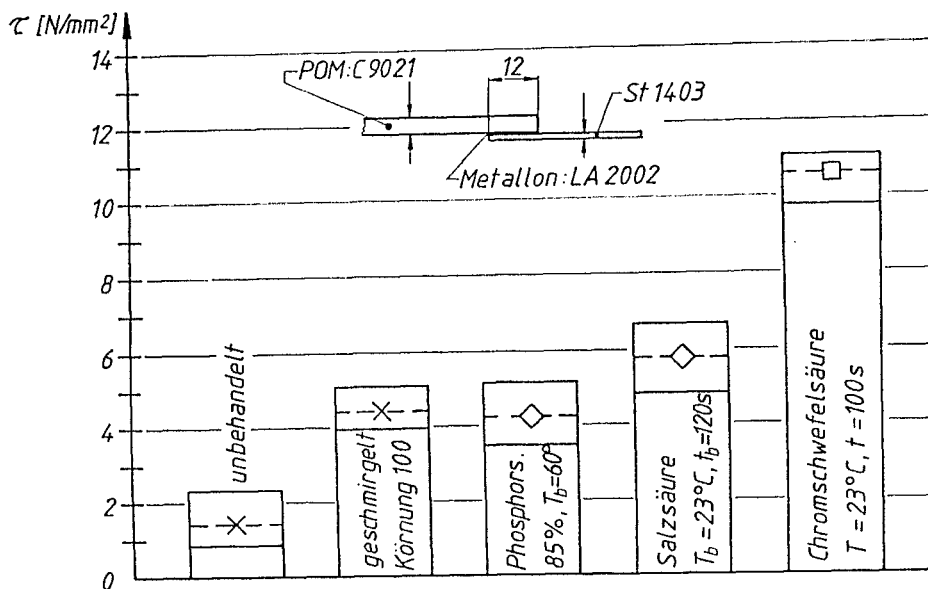 τ [N/mm²]
14
12
10
8
6
4
2
0
POM:C9021
12
St 1403
Metallon:LA 2002
unbehandelt
geschmirgelt
Körnung 100
Phosphors.
85%, T_b=60°
Salzsäure
T_b = 23°C, t_b=120s
Chromschwefelsäure
T = 23°C, t = 100s